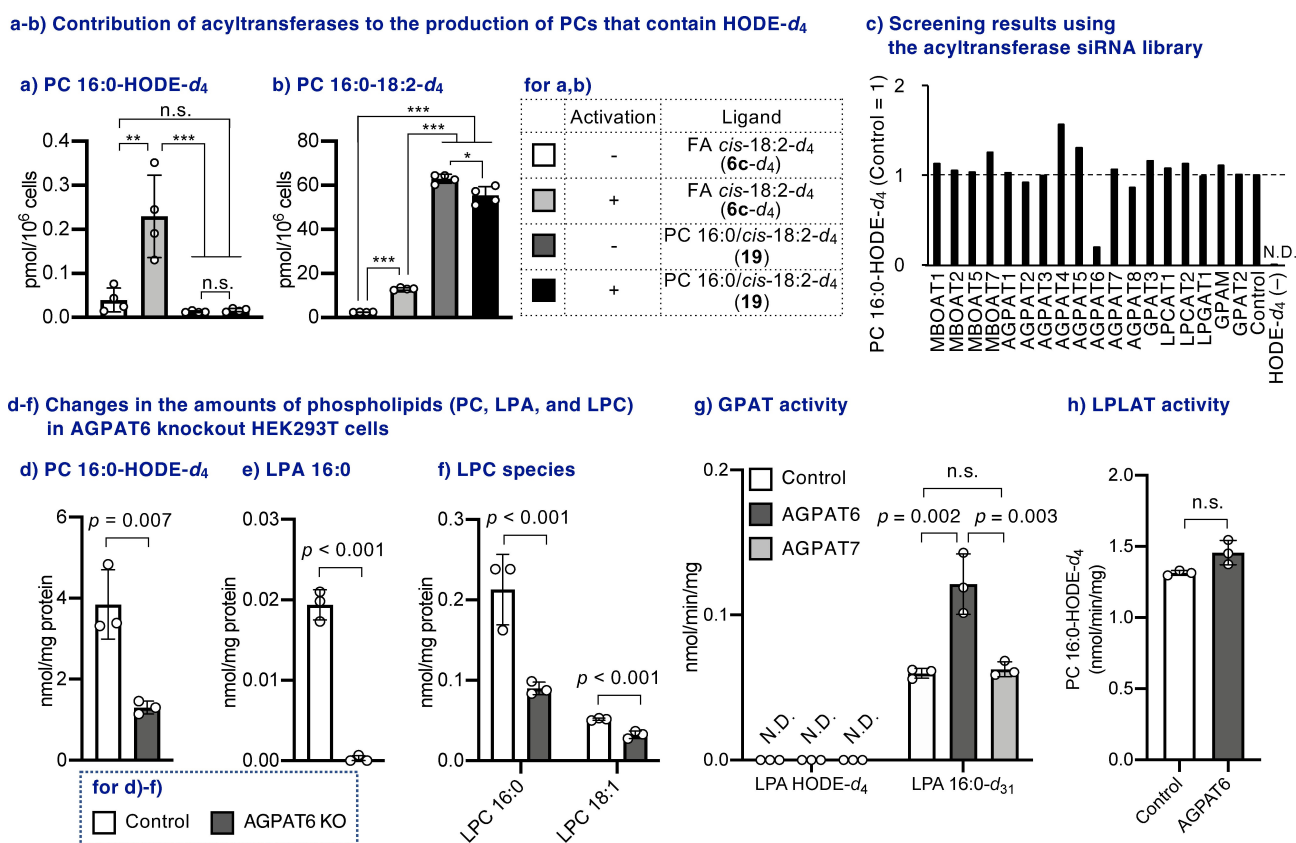 a-b) Contribution of acyltransferases to the production of PCs that contain HODE-d4
a) PC 16:0-HODE-d4
n.s.
** ***
n.s.
pmol/10^6 cells
0.4
0.3
0.2
0.1
0.0
b) PC 16:0-18:2-d4
***
***
*
***
pmol/10^6 cells
80
60
40
20
0
for a,b)
Activation Ligand
- FA cis-18:2-d4
(6c-d4)
+ FA cis-18:2-d4
(6c-d4)
- PC 16:0/cis-18:2-d4
(19)
+ PC 16:0/cis-18:2-d4
(19)
c) Screening results using
the acyltransferase siRNA library
PC 16:0-HODE-d4 (Control = 1)
2
1
0
N.D.
MBOAT1
MBOAT2
MBOAT5
MBOAT7
AGPAT1
AGPAT2
AGPAT3
AGPAT4
AGPAT5
AGPAT6
AGPAT7
AGPAT8
GPAT3
LPCAT1
LPCAT2
LPGAT1
GPAM
GPAT2
Control
HODE-d4 (–)
d-f) Changes in the amounts of phospholipids (PC, LPA, and LPC)
in AGPAT6 knockout HEK293T cells
d) PC 16:0-HODE-d4
p = 0.007
nmol/mg protein
6
4
2
0
e) LPA 16:0
p < 0.001
nmol/mg protein
0.03
0.02
0.01
0.00
f) LPC species
p < 0.001
p < 0.001
nmol/mg protein
0.3
0.2
0.1
0.0
LPC 16:0
LPC 18:1
for d)-f)
Control AGPAT6 KO
g) GPAT activity
nmol/min/mg
0.2
0.1
0.0
Control
AGPAT6
AGPAT7
n.s.
p = 0.002 p = 0.003
N.D. N.D. N.D.
LPA HODE-d4 LPA 16:0-d31
h) LPLAT activity
PC 16:0-HODE-d4
(nmol/min/mg)
2.0
1.5
1.0
0.5
0.0
n.s.
Control
AGPAT6